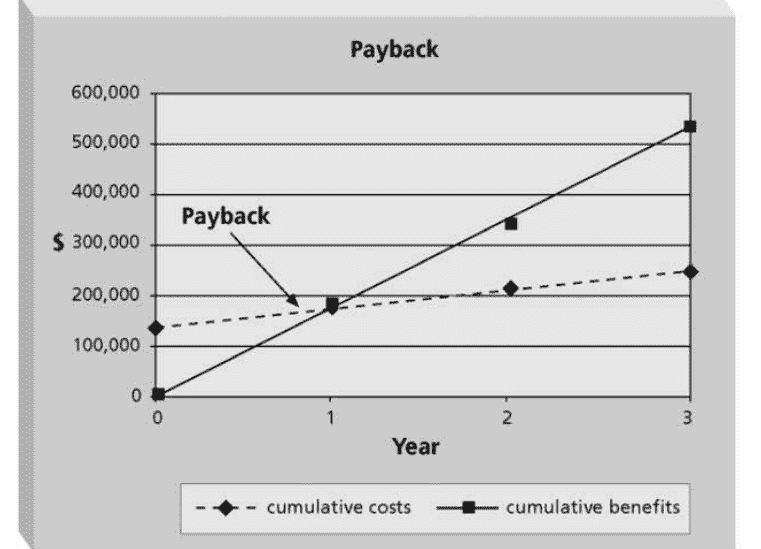 Payback
600,000
500,000
400,000
Payback
$ 300,000
200,000
100,000
0
0 1 2 3
Year
cumulative costs cumulative benefits